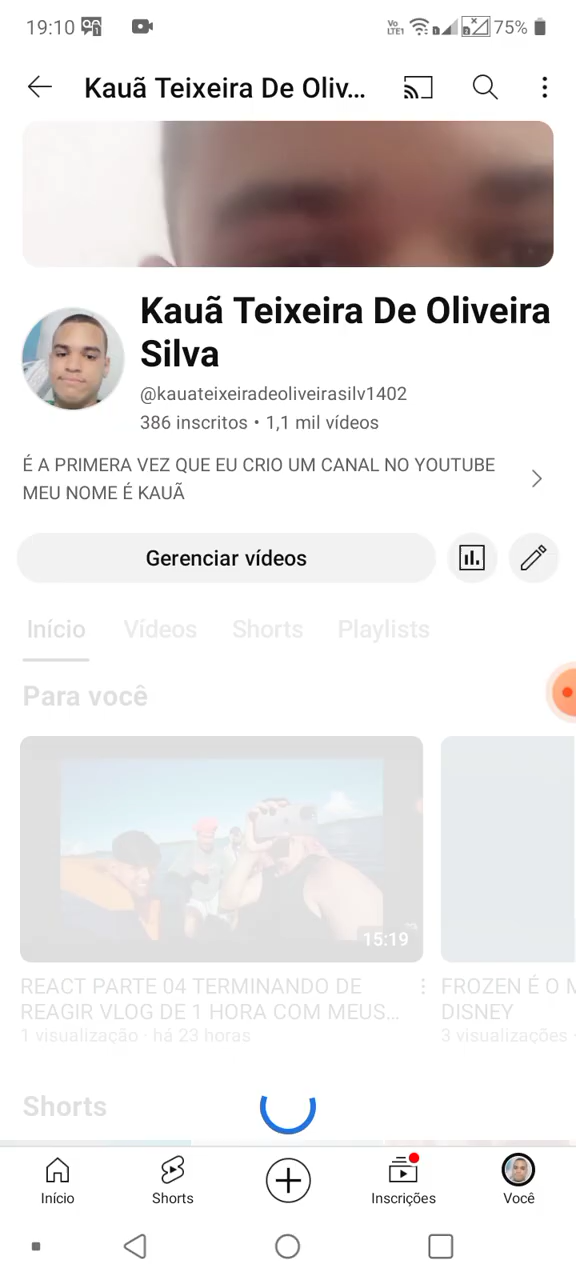 19:10
Vo
LTE1
75%
Kauã Teixeira De Oliv...
Kauã Teixeira De Oliveira
Silva
@kauateixeiradeoliveirasilv1402
386 inscritos • 1,1 mil vídeos
É A PRIMERA VEZ QUE EU CRIO UM CANAL NO YOUTUBE
MEU NOME É KAUÃ
Gerenciar vídeos
Início Vídeos Shorts Playlists
Para você
15:19
REACT PARTE 04 TERMINANDO DE
REAGIR VLOG DE 1 HORA COM MEUS...
1 visualização · há 23 horas
FROZEN É O M
DISNEY
3 visualizações ·
Shorts
Início Shorts Inscrições Você